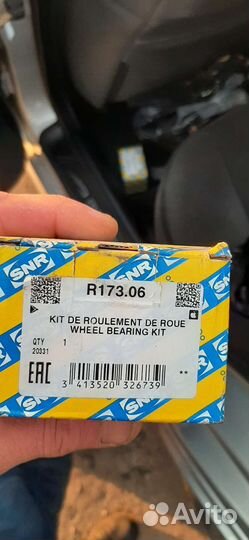 SNR
R173.06
KIT DE ROULEMENT DE ROUE
WHEEL BEARING KIT
QTY 1
20331
**
EAC
3 413520 326739
SNR
SNR
SNR
Avito